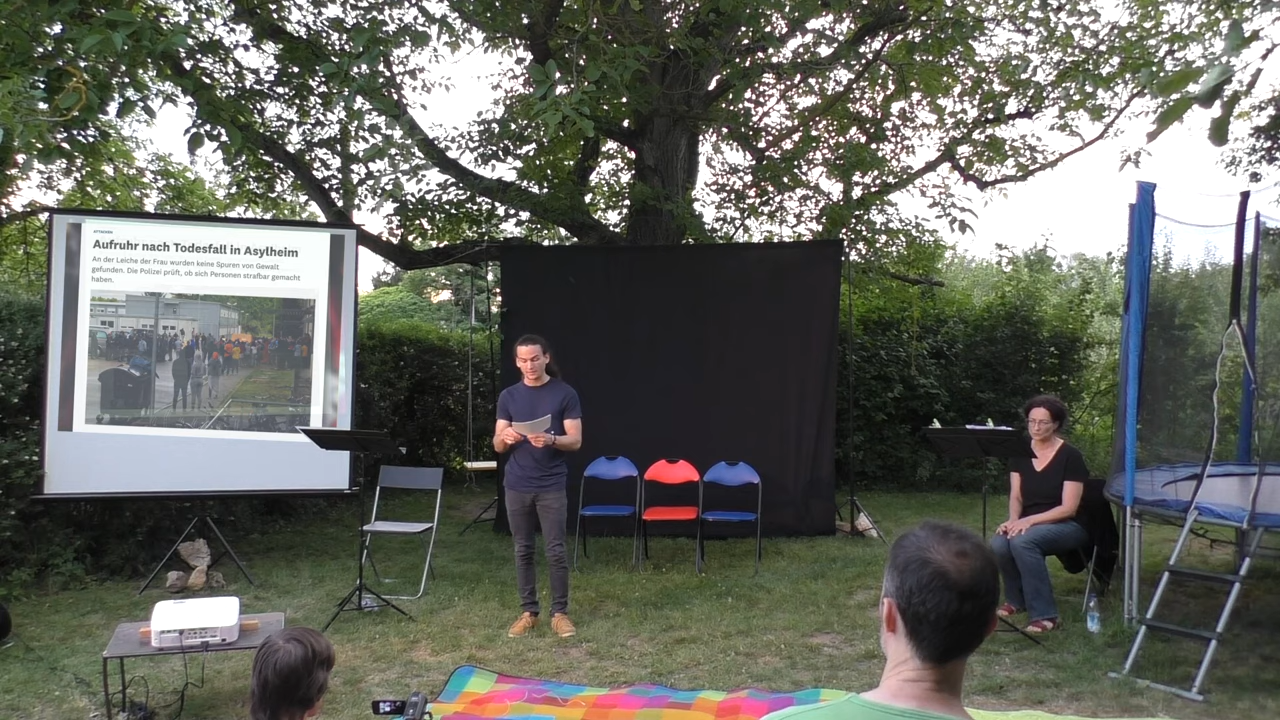 ATTACKEN
Aufruhr nach Todesfall in Asylheim
An der Leiche der Frau wurden keine Spuren von Gewalt
gefunden. Die Polizei prüft, ob sich Personen strafbar gemacht
haben.